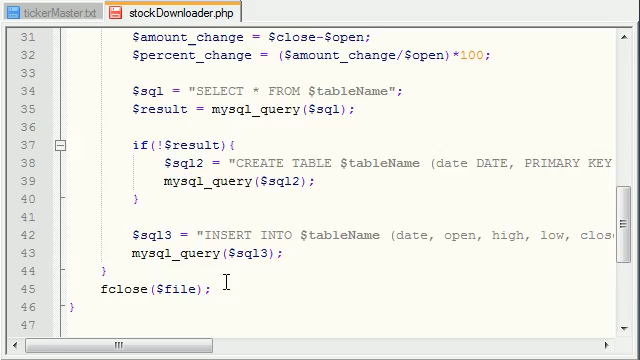 tickerMaster.txt stockDownloader.php
31 $amount_change = $close-$open;
32 $percent_change = ($amount_change/$open)*100;
33
34 $sql = "SELECT * FROM $tableName";
35 $result = mysql_query($sql);
36
37 if(!$result){
38 $sql2 = "CREATE TABLE $tableName (date DATE, PRIMARY KEY
39 mysql_query($sql2);
40 }
41
42 $sql3 = "INSERT INTO $tableName (date, open, high, low, clos
43 mysql_query($sql3);
44 }
45 fclose($file);
46 }
47